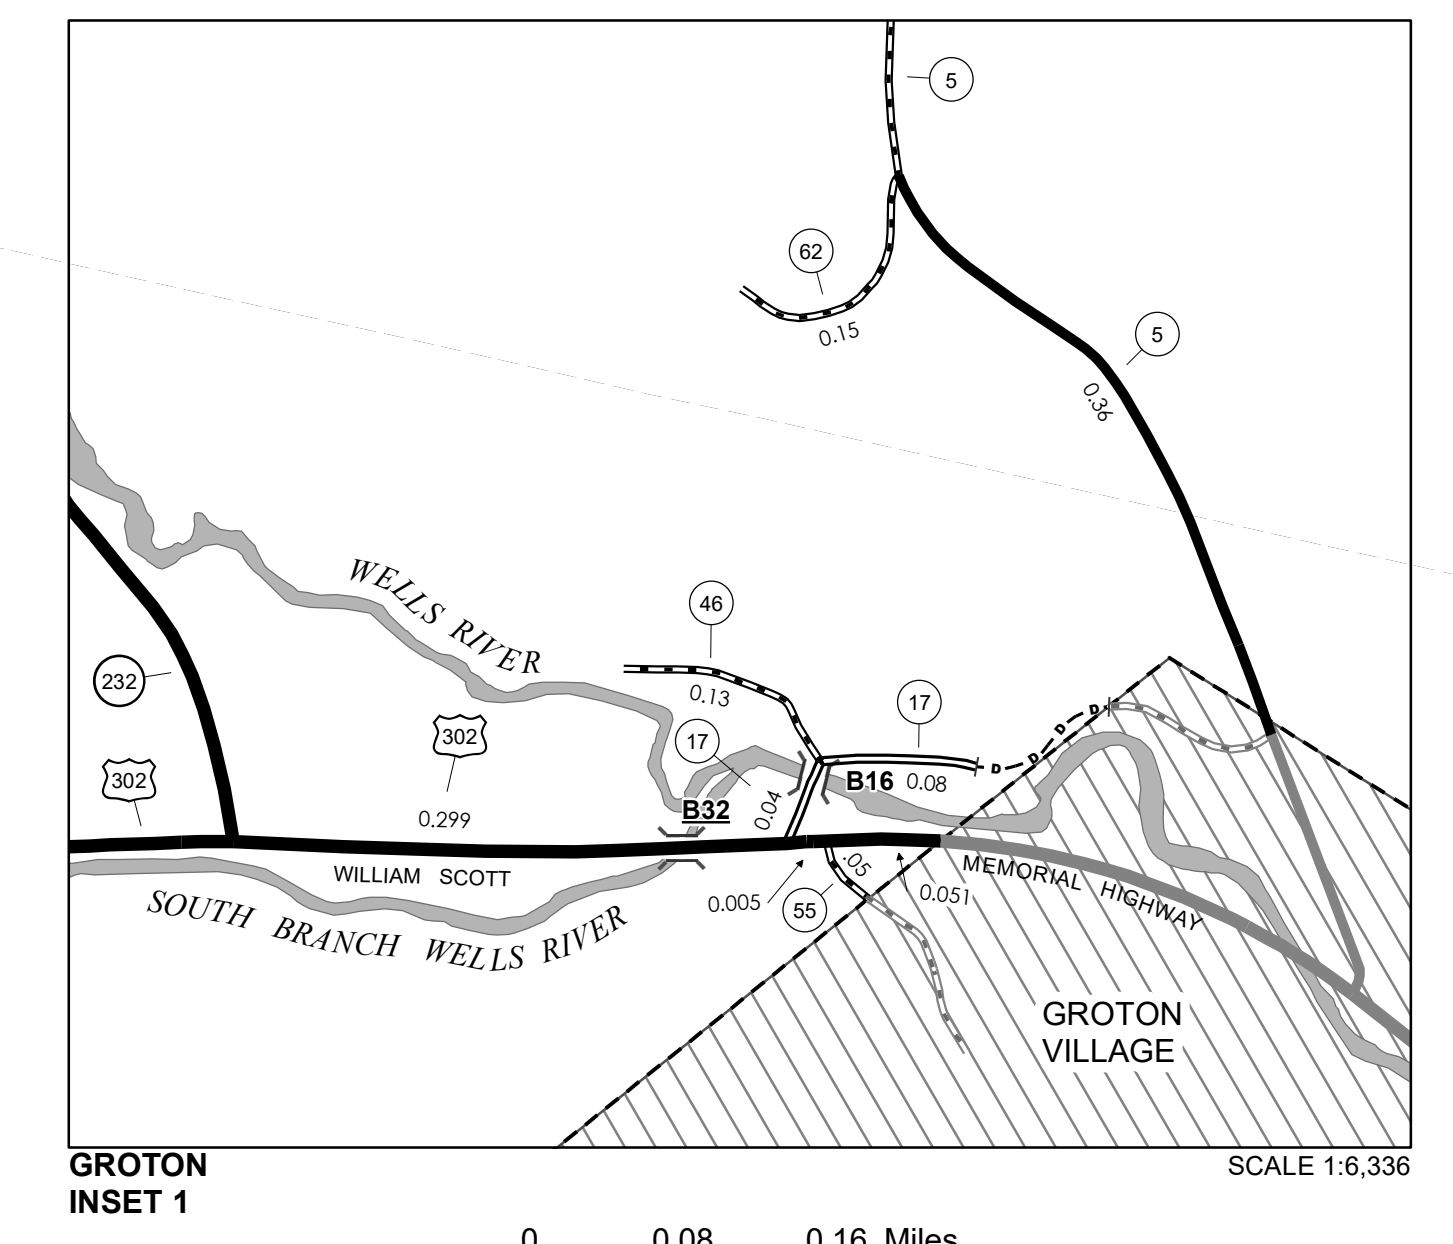 5
62
0.15
5
0.36
WELLS RIVER
46
0.13
232
302
17
17
302
B16
0.08
B32
0.04
0.299
WILLIAM SCOTT
MEMORIAL HIGHWAY
.05
0.005
55
0.051
D
D
D
D
SOUTH BRANCH WELLS RIVER
GROTON
VILLAGE
GROTON
INSET 1
SCALE 1:6,336
0 0.08 0.16 Miles